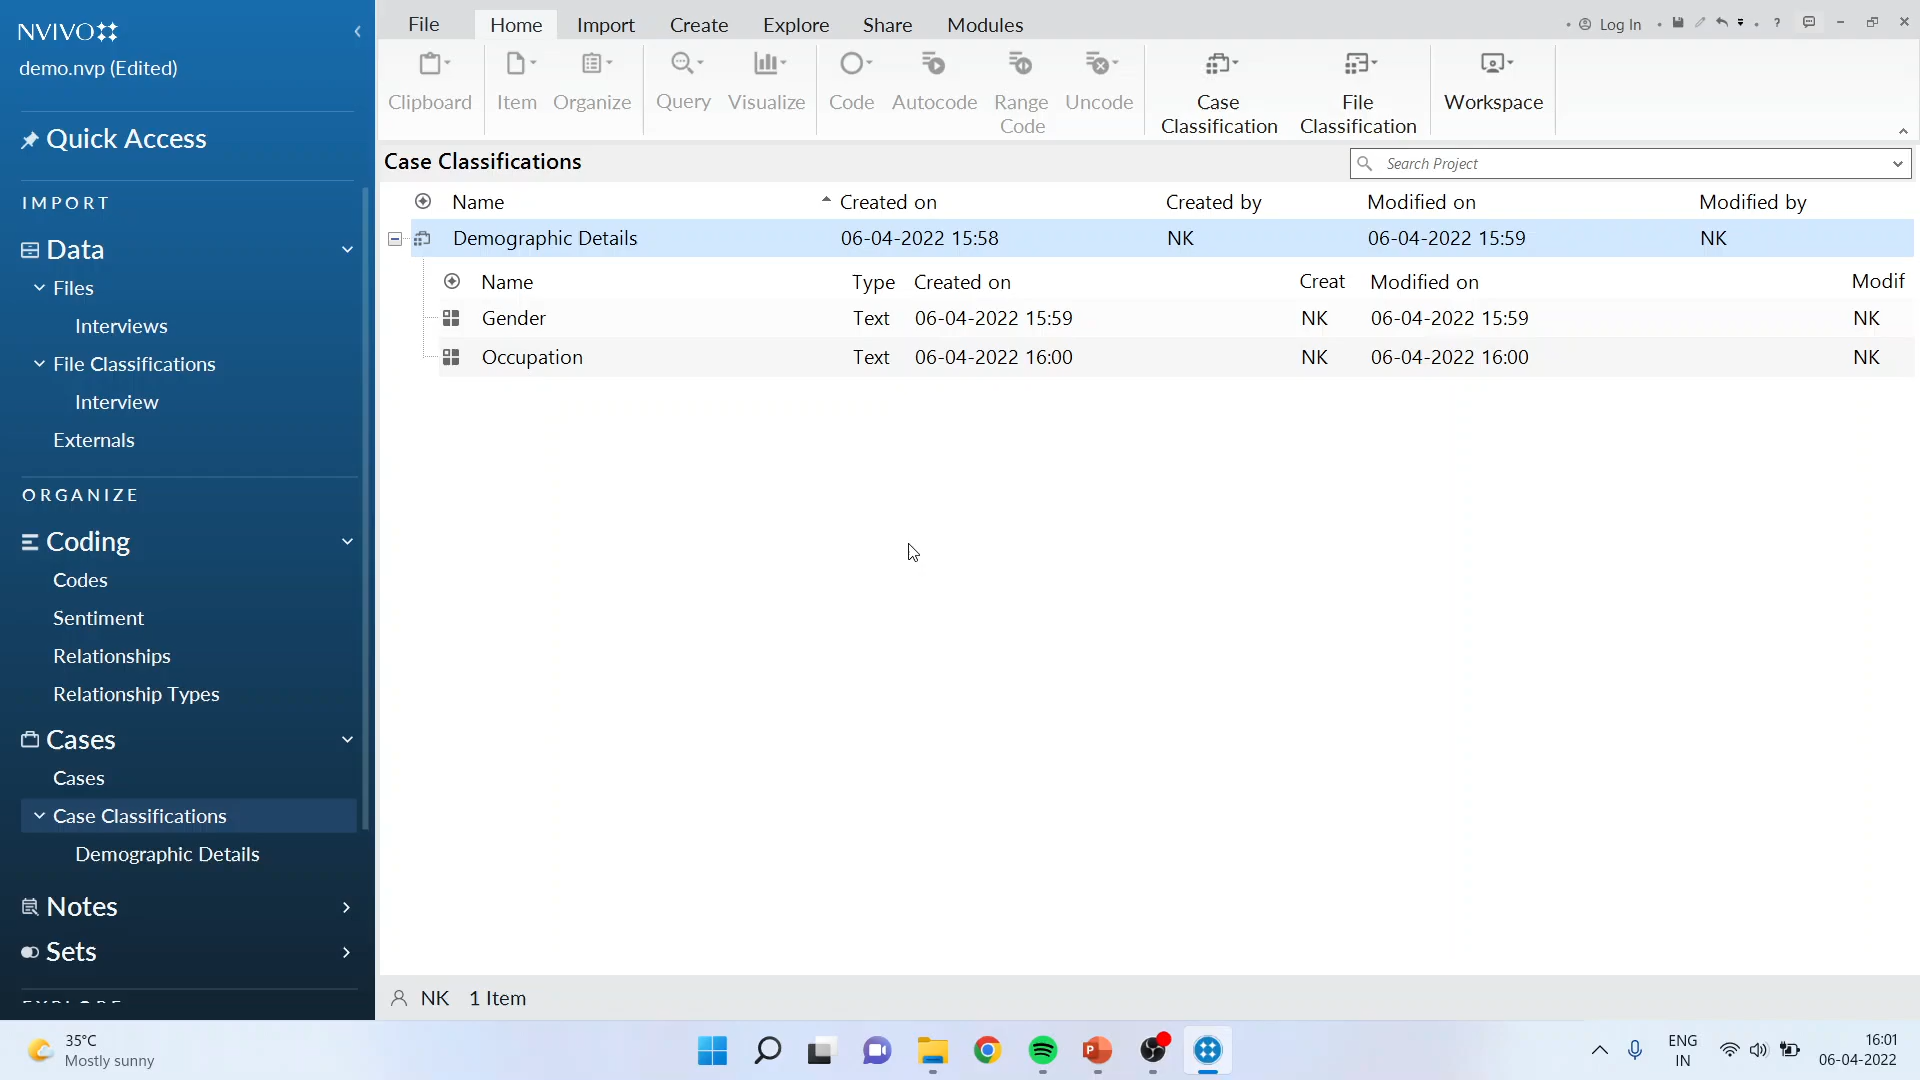 NVIVO
demo.nvp (Edited)
Quick Access
IMPORT
Data
Files
Interviews
File Classifications
Interview
Externals
ORGANIZE
Coding
Codes
Sentiment
Relationships
Relationship Types
Cases
Cases
Case Classifications
Demographic Details
Notes
Sets
File Home Import Create Explore Share Modules
Log In
Clipboard Item Organize Query Visualize Code Autocode Range Code Uncode Case Classification File Classification Workspace
Case Classifications
Search Project
Name Created on Created by Modified on Modified by
Demographic Details 06-04-2022 15:58 NK 06-04-2022 15:59 NK
Name Type Created on Creat Modified on Modif
Gender Text 06-04-2022 15:59 NK 06-04-2022 15:59 NK
Occupation Text 06-04-2022 16:00 NK 06-04-2022 16:00 NK
NK 1 Item
35°C
Mostly sunny
ENG
IN
16:01
06-04-2022